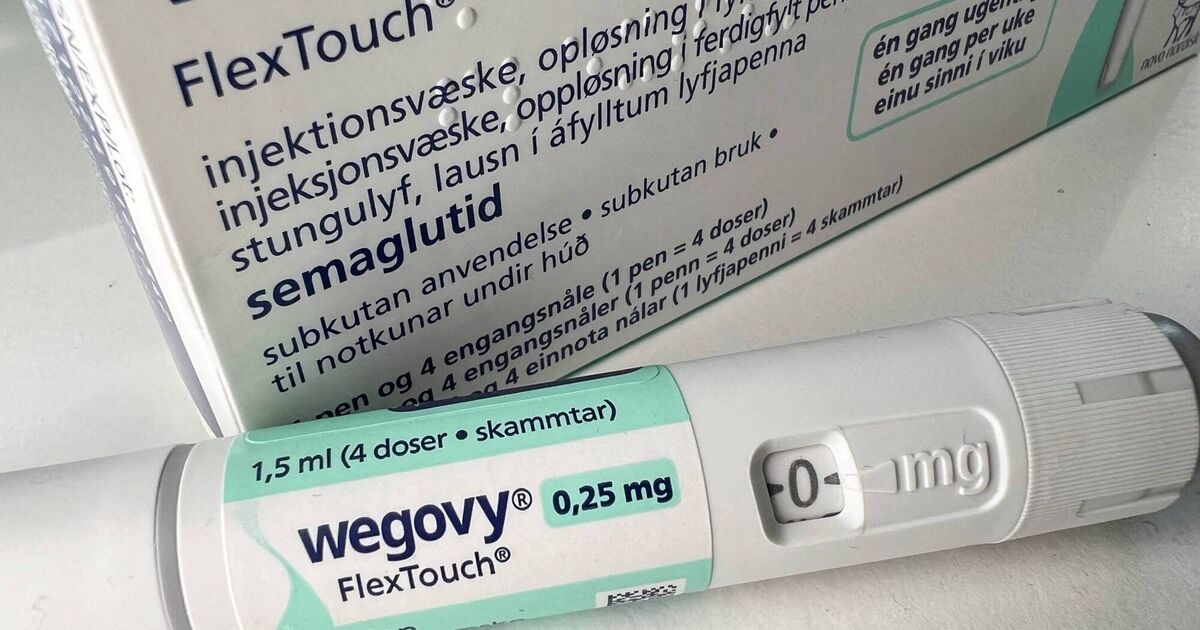 FlexTouch®
injektionsvæske, opløsning i
injeksjonsvæske, oppløsning i ferdigfylt
stungulyf, lausn í áfylltum lyfjapenna
semaglutid
subkutan anvendelse • subkutan bruk •
til notkunar undir húð
pen og 4 engangsnåle (1 pen = 4 doser)
og 4 engangsnåler (1 penn = 4 doser)
og 4 einnota nálar (1 lyfjapenni = 4 skammtar)
én gang
én gang per uke
einu sinni í viku
novo nordisk
1,5 ml (4 doser • skammtar)
wegovy® 0,25 mg
FlexTouch®
0
mg